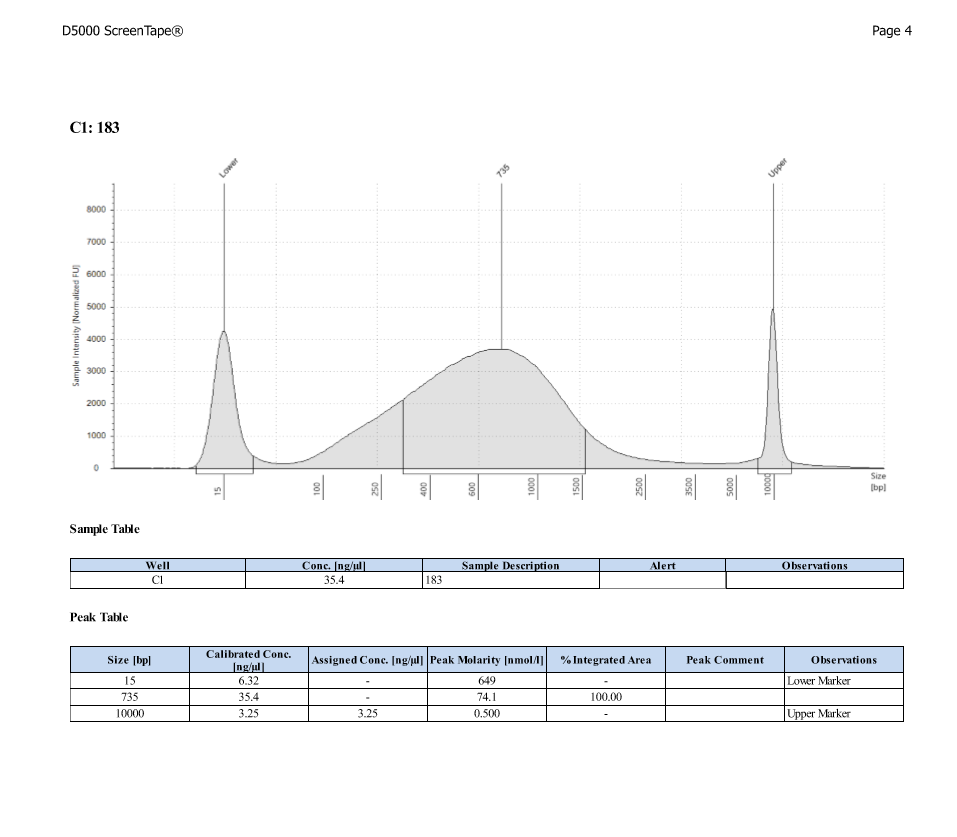 D5000 ScreenTape® Page 4
C1: 183
Lower 735 Upper
Sample Intensity [Normalized FU]
8000
7000
6000
5000
4000
3000
2000
1000
0
15 100 250 400 600 1000 1500 2500 3500 5000 10000
Size
[bp]
Sample Table
Well Conc. [ng/µl] Sample Description Alert Observations
C1 35.4 183
Peak Table
Size [bp] Calibrated Conc. [ng/µl] Assigned Conc. [ng/µl] Peak Molarity [nmol/l] % Integrated Area Peak Comment Observations
15 6.32 - 649 - Lower Marker
735 35.4 - 74.1 100.00
10000 3.25 3.25 0.500 - Upper Marker